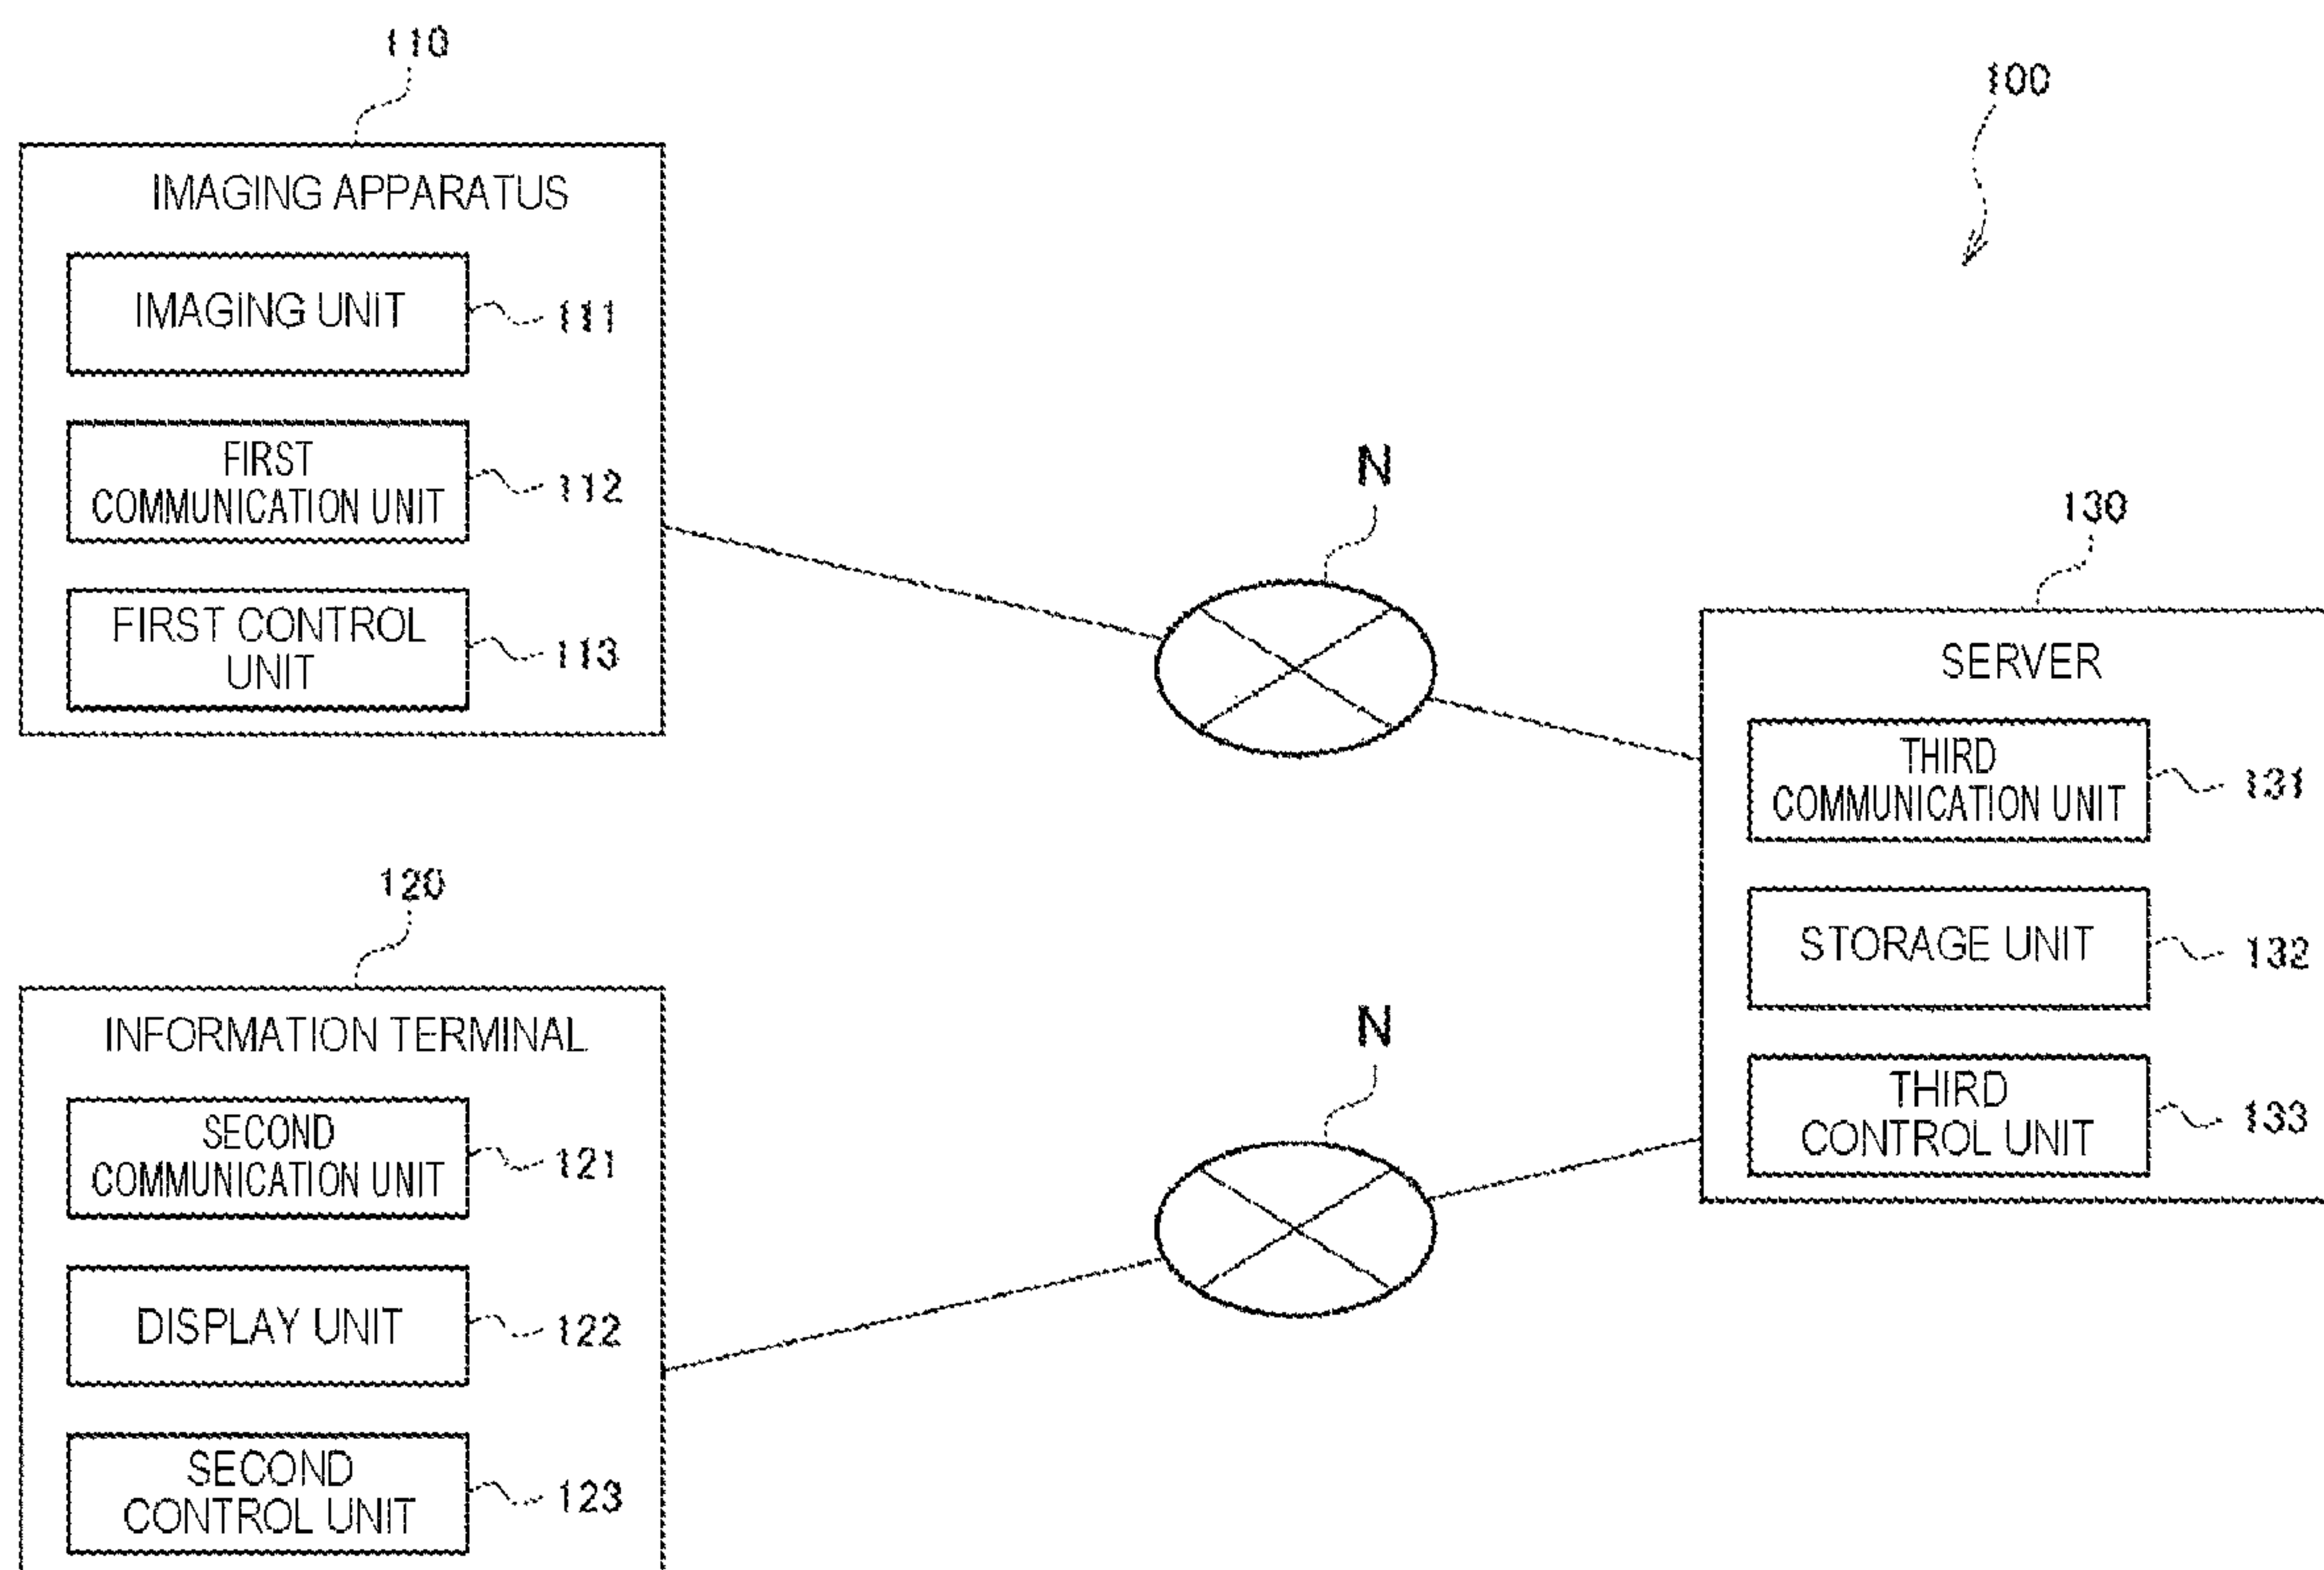 110
100
IMAGING APPARATUS
IMAGING UNIT
111
FIRST
COMMUNICATION UNIT
112
FIRST CONTROL
UNIT
113
N
130
SERVER
THIRD
COMMUNICATION UNIT
131
STORAGE UNIT
132
THIRD
CONTROL UNIT
133
120
INFORMATION TERMINAL
SECOND
COMMUNICATION UNIT
121
DISPLAY UNIT
122
SECOND
CONTROL UNIT
123
N